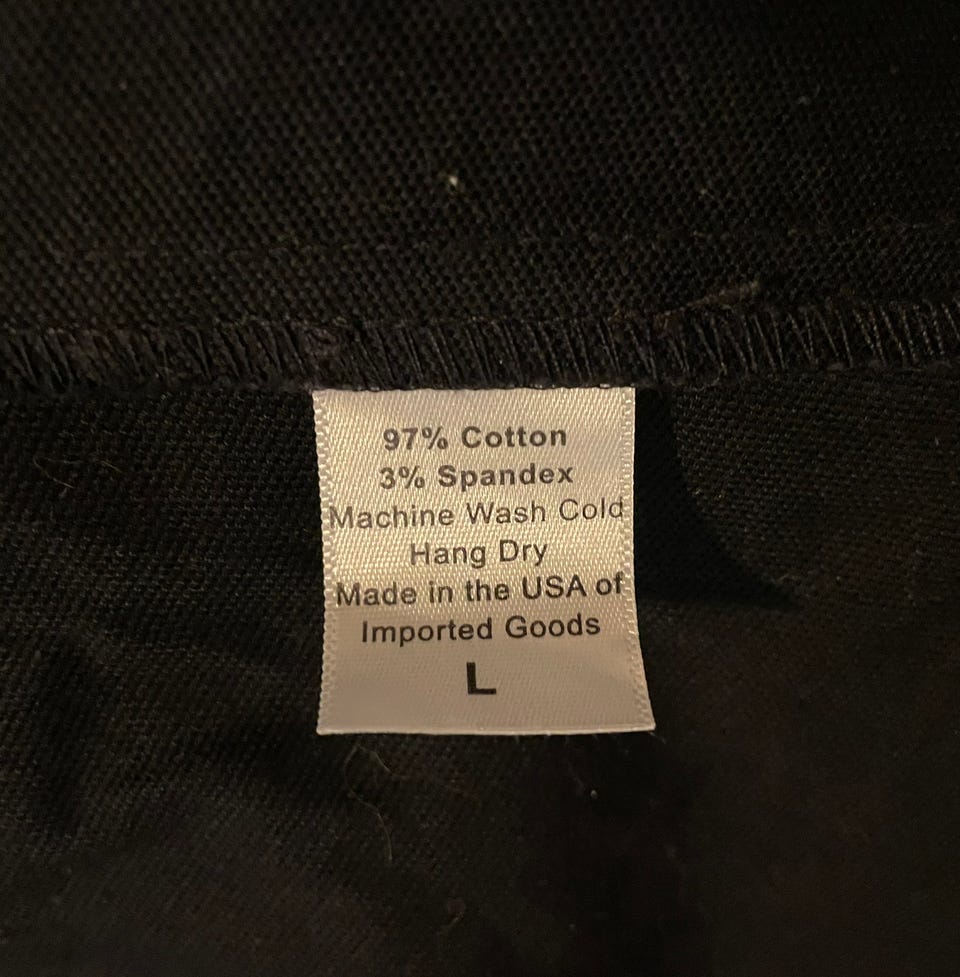 97% Cotton
3% Spandex
Machine Wash Cold
Hang Dry
Made in the USA of
Imported Goods
L